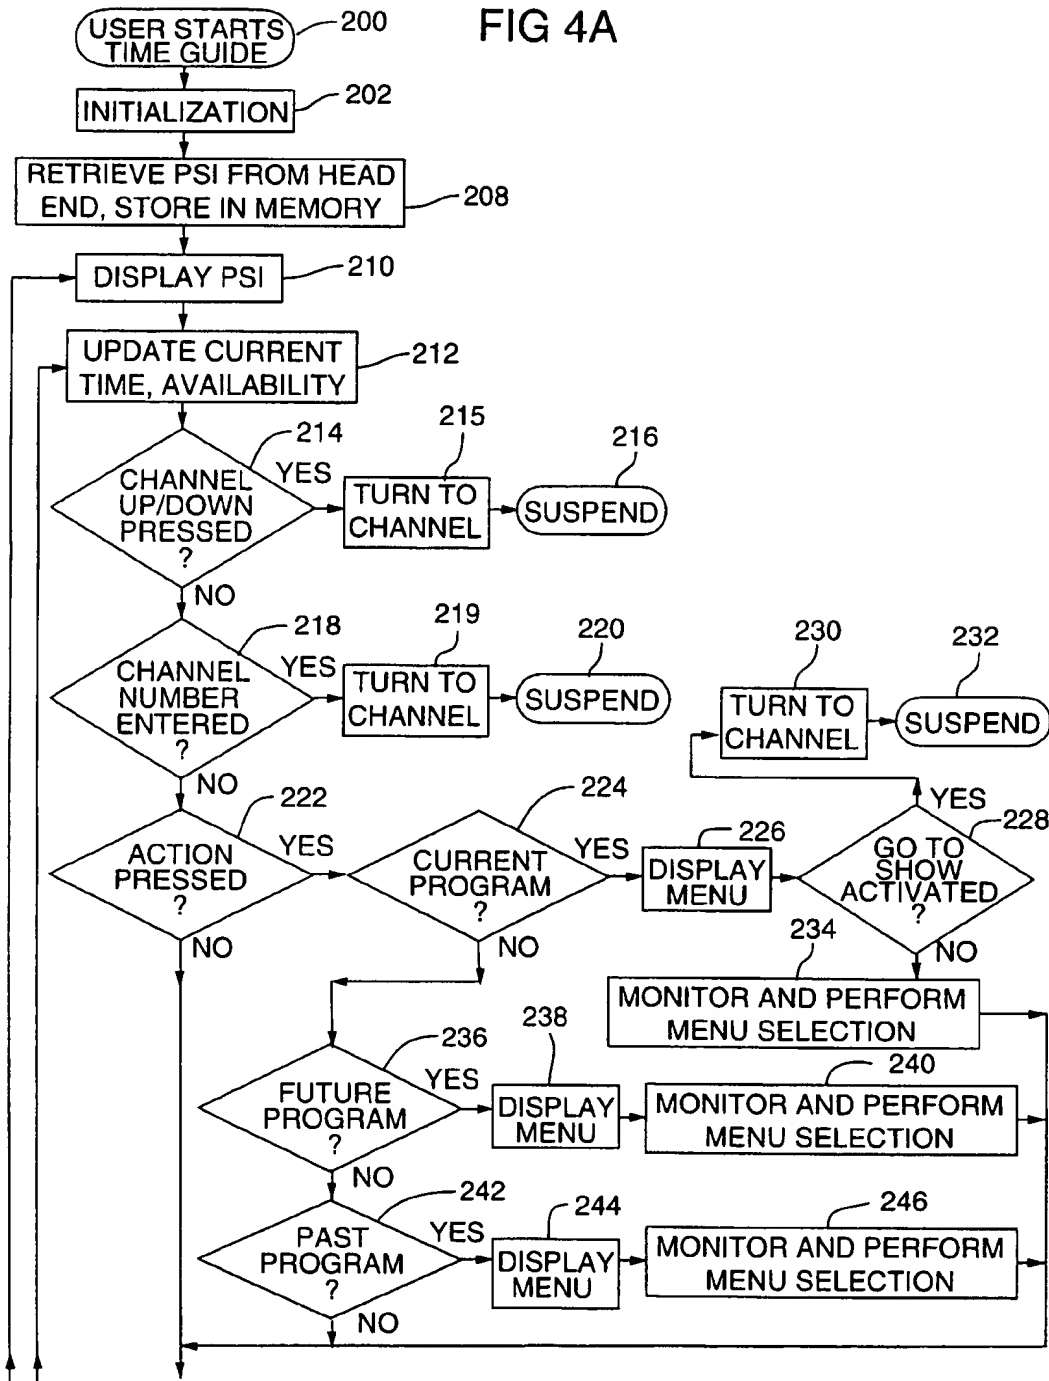 FIG 4A
USER STARTS
TIME GUIDE
200
INITIALIZATION
202
RETRIEVE PSI FROM HEAD
END, STORE IN MEMORY
208
DISPLAY PSI
210
UPDATE CURRENT
TIME, AVAILABILITY
212
CHANNEL
UP/DOWN
PRESSED
?
214
YES
NO
TURN TO
CHANNEL
215
SUSPEND
216
CHANNEL
NUMBER
ENTERED
?
218
YES
NO
TURN TO
CHANNEL
219
SUSPEND
220
TURN TO
CHANNEL
230
SUSPEND
232
ACTION
PRESSED
?
222
YES
NO
CURRENT
PROGRAM
?
224
YES
NO
DISPLAY
MENU
226
GO TO
SHOW
ACTIVATED
?
228
YES
NO
MONITOR AND PERFORM
MENU SELECTION
234
FUTURE
PROGRAM
?
236
YES
NO
DISPLAY
MENU
238
MONITOR AND PERFORM
MENU SELECTION
240
PAST
PROGRAM
?
242
YES
NO
DISPLAY
MENU
244
MONITOR AND PERFORM
MENU SELECTION
246